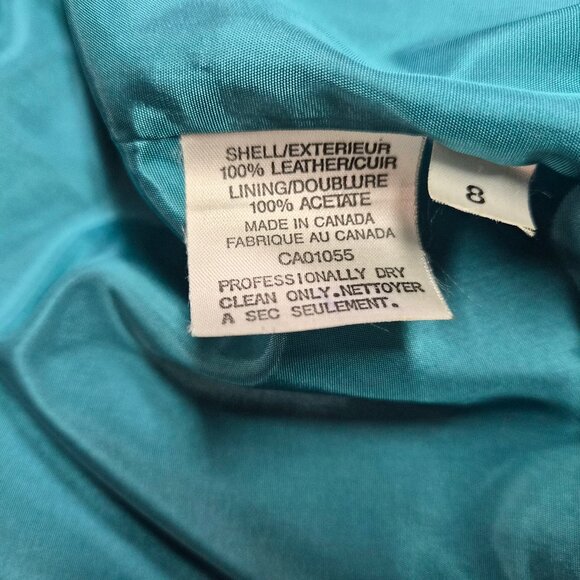 SHELL/EXTERIEUR
100% LEATHER/CUIR
LINING/DOUBLURE
100% ACETATE
MADE IN CANADA
FABRIQUE AU CANADA
CA01055
PROFESSIONALLY DRY
CLEAN ONLY.NETTOYER
A SEC SEULEMENT.
8